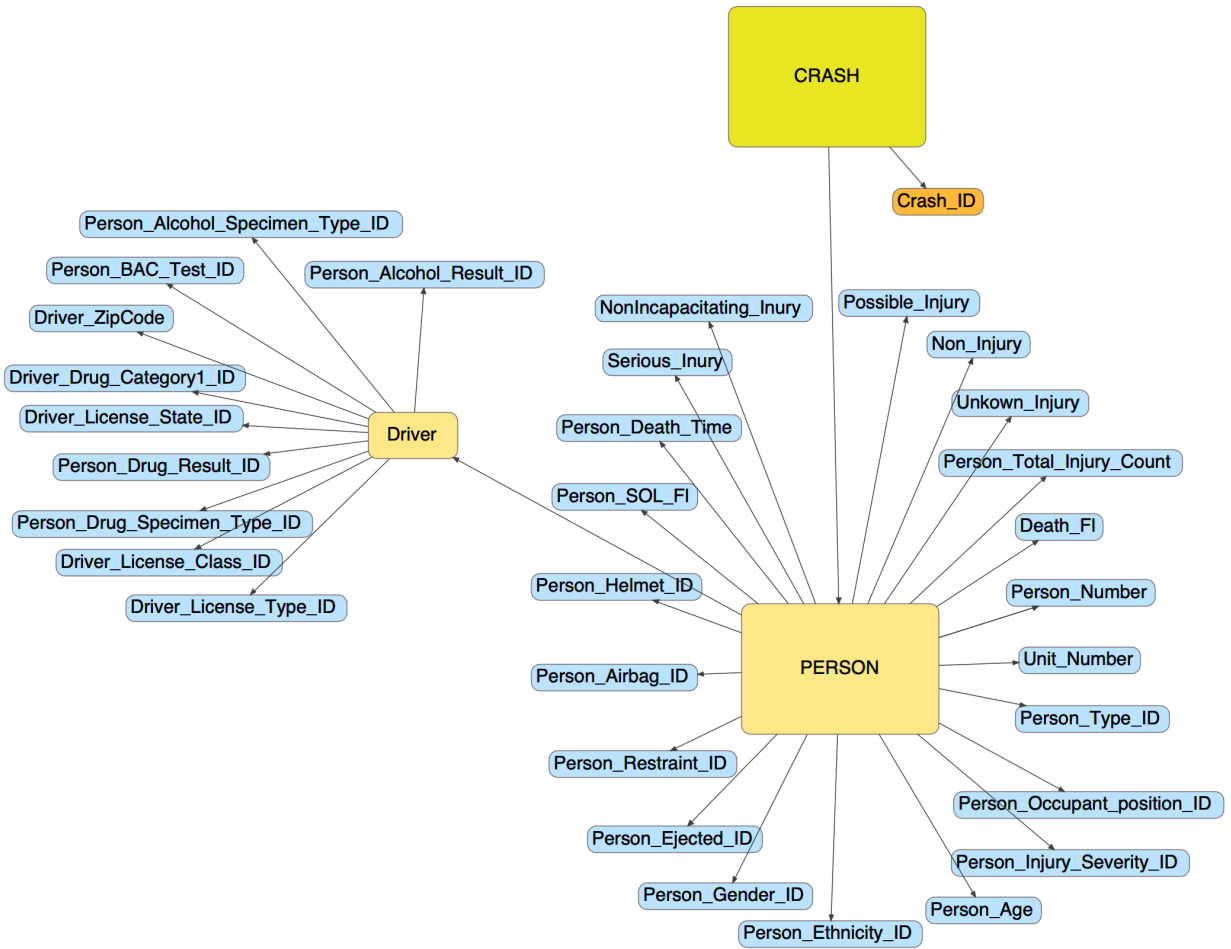 CRASH
Crash_ID
Person_Alcohol_Specimen_Type_ID
Person_BAC_Test_ID
Person_Alcohol_Result_ID
Driver_ZipCode
Driver_Drug_Category1_ID
Driver_License_State_ID
Driver
Person_Drug_Result_ID
Person_Drug_Specimen_Type_ID
Driver_License_Class_ID
Driver_License_Type_ID
NonIncapacitating_Inury
Possible_Injury
Serious_Inury
Non_Injury
Person_Death_Time
Unkown_Injury
Person_Total_Injury_Count
Person_SOL_Fl
Death_Fl
Person_Helmet_ID
Person_Number
PERSON
Unit_Number
Person_Airbag_ID
Person_Type_ID
Person_Restraint_ID
Person_Occupant_position_ID
Person_Ejected_ID
Person_Injury_Severity_ID
Person_Gender_ID
Person_Age
Person_Ethnicity_ID